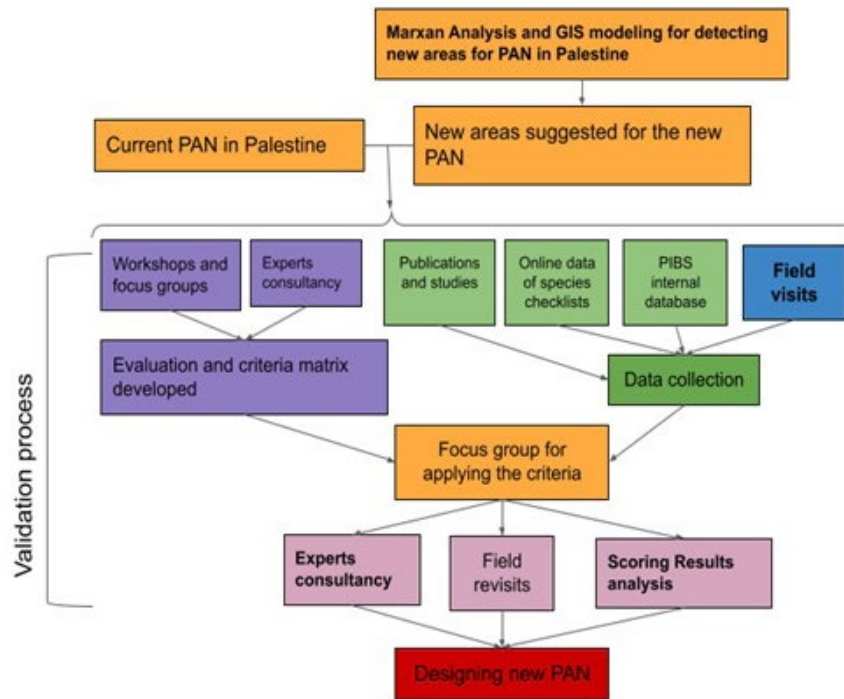 Marxan Analysis and GIS modeling for detecting
new areas for PAN in Palestine
Current PAN in Palestine
New areas suggested for the new
PAN
Validation process
Workshops and
focus groups
Experts
consultancy
Publications
and studies
Online data
of species
checklists
PIBS
internal
database
Field
visits
Evaluation and criteria matrix
developed
Data collection
Focus group for
applying the criteria
Experts
consultancy
Field
revisits
Scoring Results
analysis
Designing new PAN